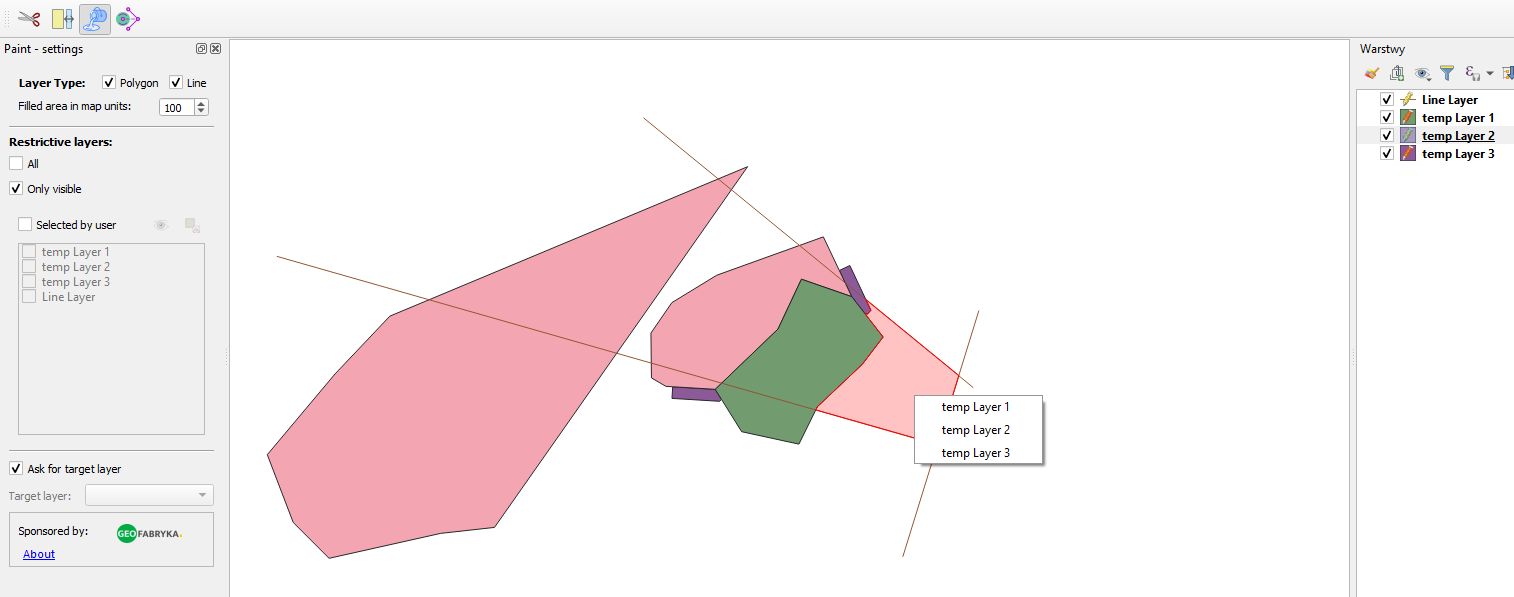 Paint - settings
Layer Type: Polygon Line
Filled area in map units: 100
Restrictive layers:
All
Only visible
Selected by user
temp Layer 1
temp Layer 2
temp Layer 3
Line Layer
Ask for target layer
Target layer:
Sponsored by: GEOFABRYKA.
About
temp Layer 1
temp Layer 2
temp Layer 3
Warstwy
Line Layer
temp Layer 1
temp Layer 2
temp Layer 3